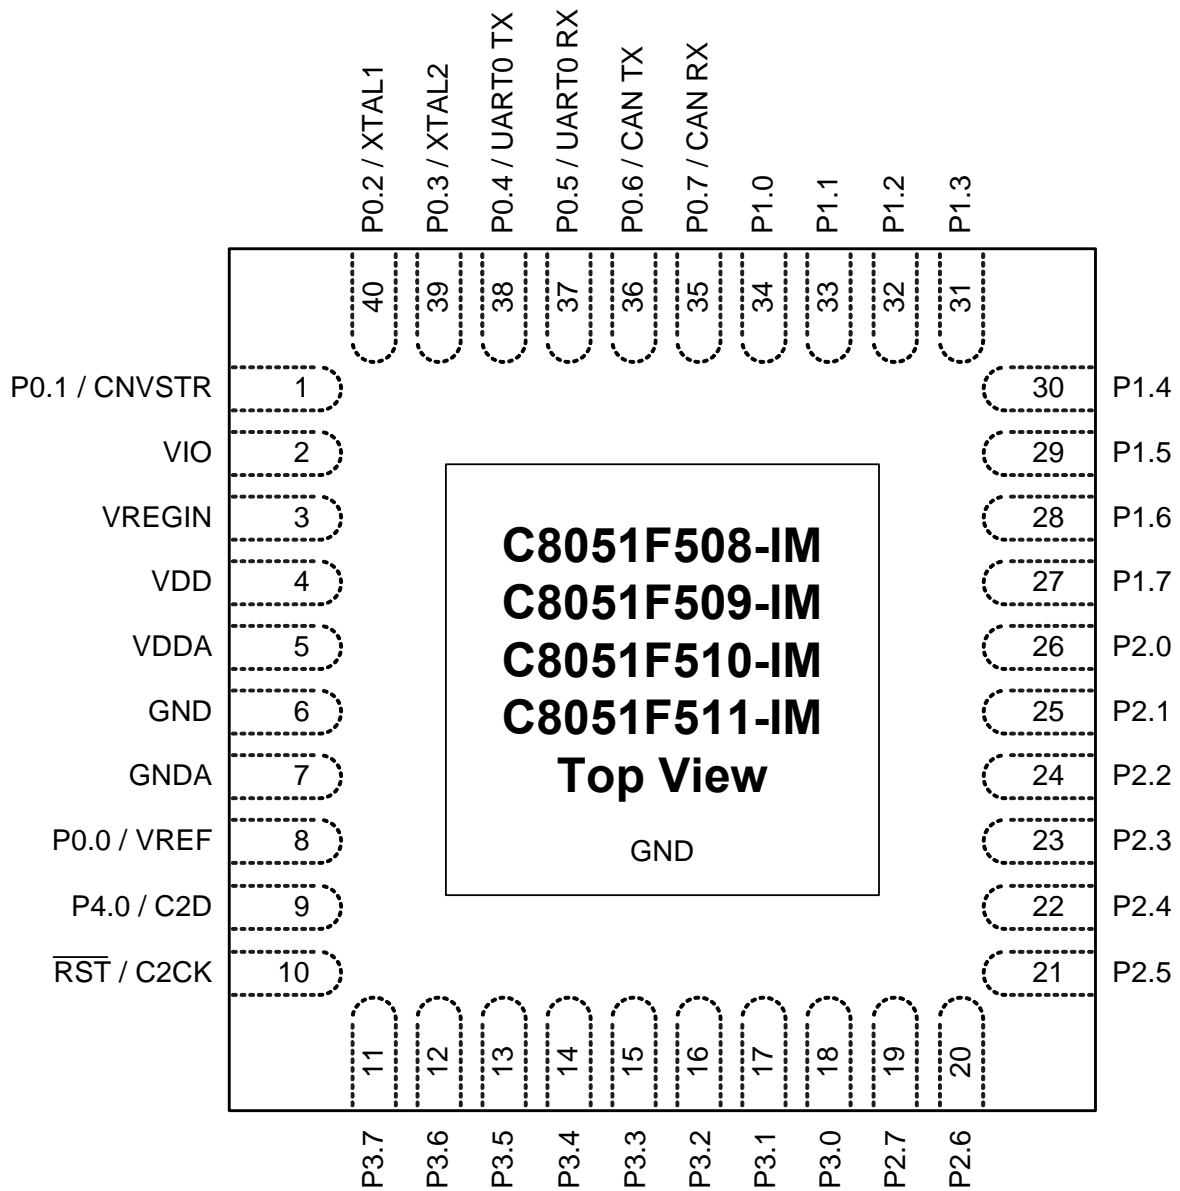 P0.2 / XTAL1
P0.3 / XTAL2
P0.4 / UART0 TX
P0.5 / UART0 RX
P0.6 / CAN TX
P0.7 / CAN RX
P1.0
P1.1
P1.2
P1.3
40
39
38
37
36
35
34
33
32
31
P0.1 / CNVSTR
1
VIO
2
VREGIN
3
VDD
4
VDDA
5
GND
6
GNDA
7
P0.0 / VREF
8
P4.0 / C2D
9
RST / C2CK
10
C8051F508-IM
C8051F509-IM
C8051F510-IM
C8051F511-IM
Top View
GND
30
P1.4
29
P1.5
28
P1.6
27
P1.7
26
P2.0
25
P2.1
24
P2.2
23
P2.3
22
P2.4
21
P2.5
11
12
13
14
15
16
17
18
19
20
P3.7
P3.6
P3.5
P3.4
P3.3
P3.2
P3.1
P3.0
P2.7
P2.6